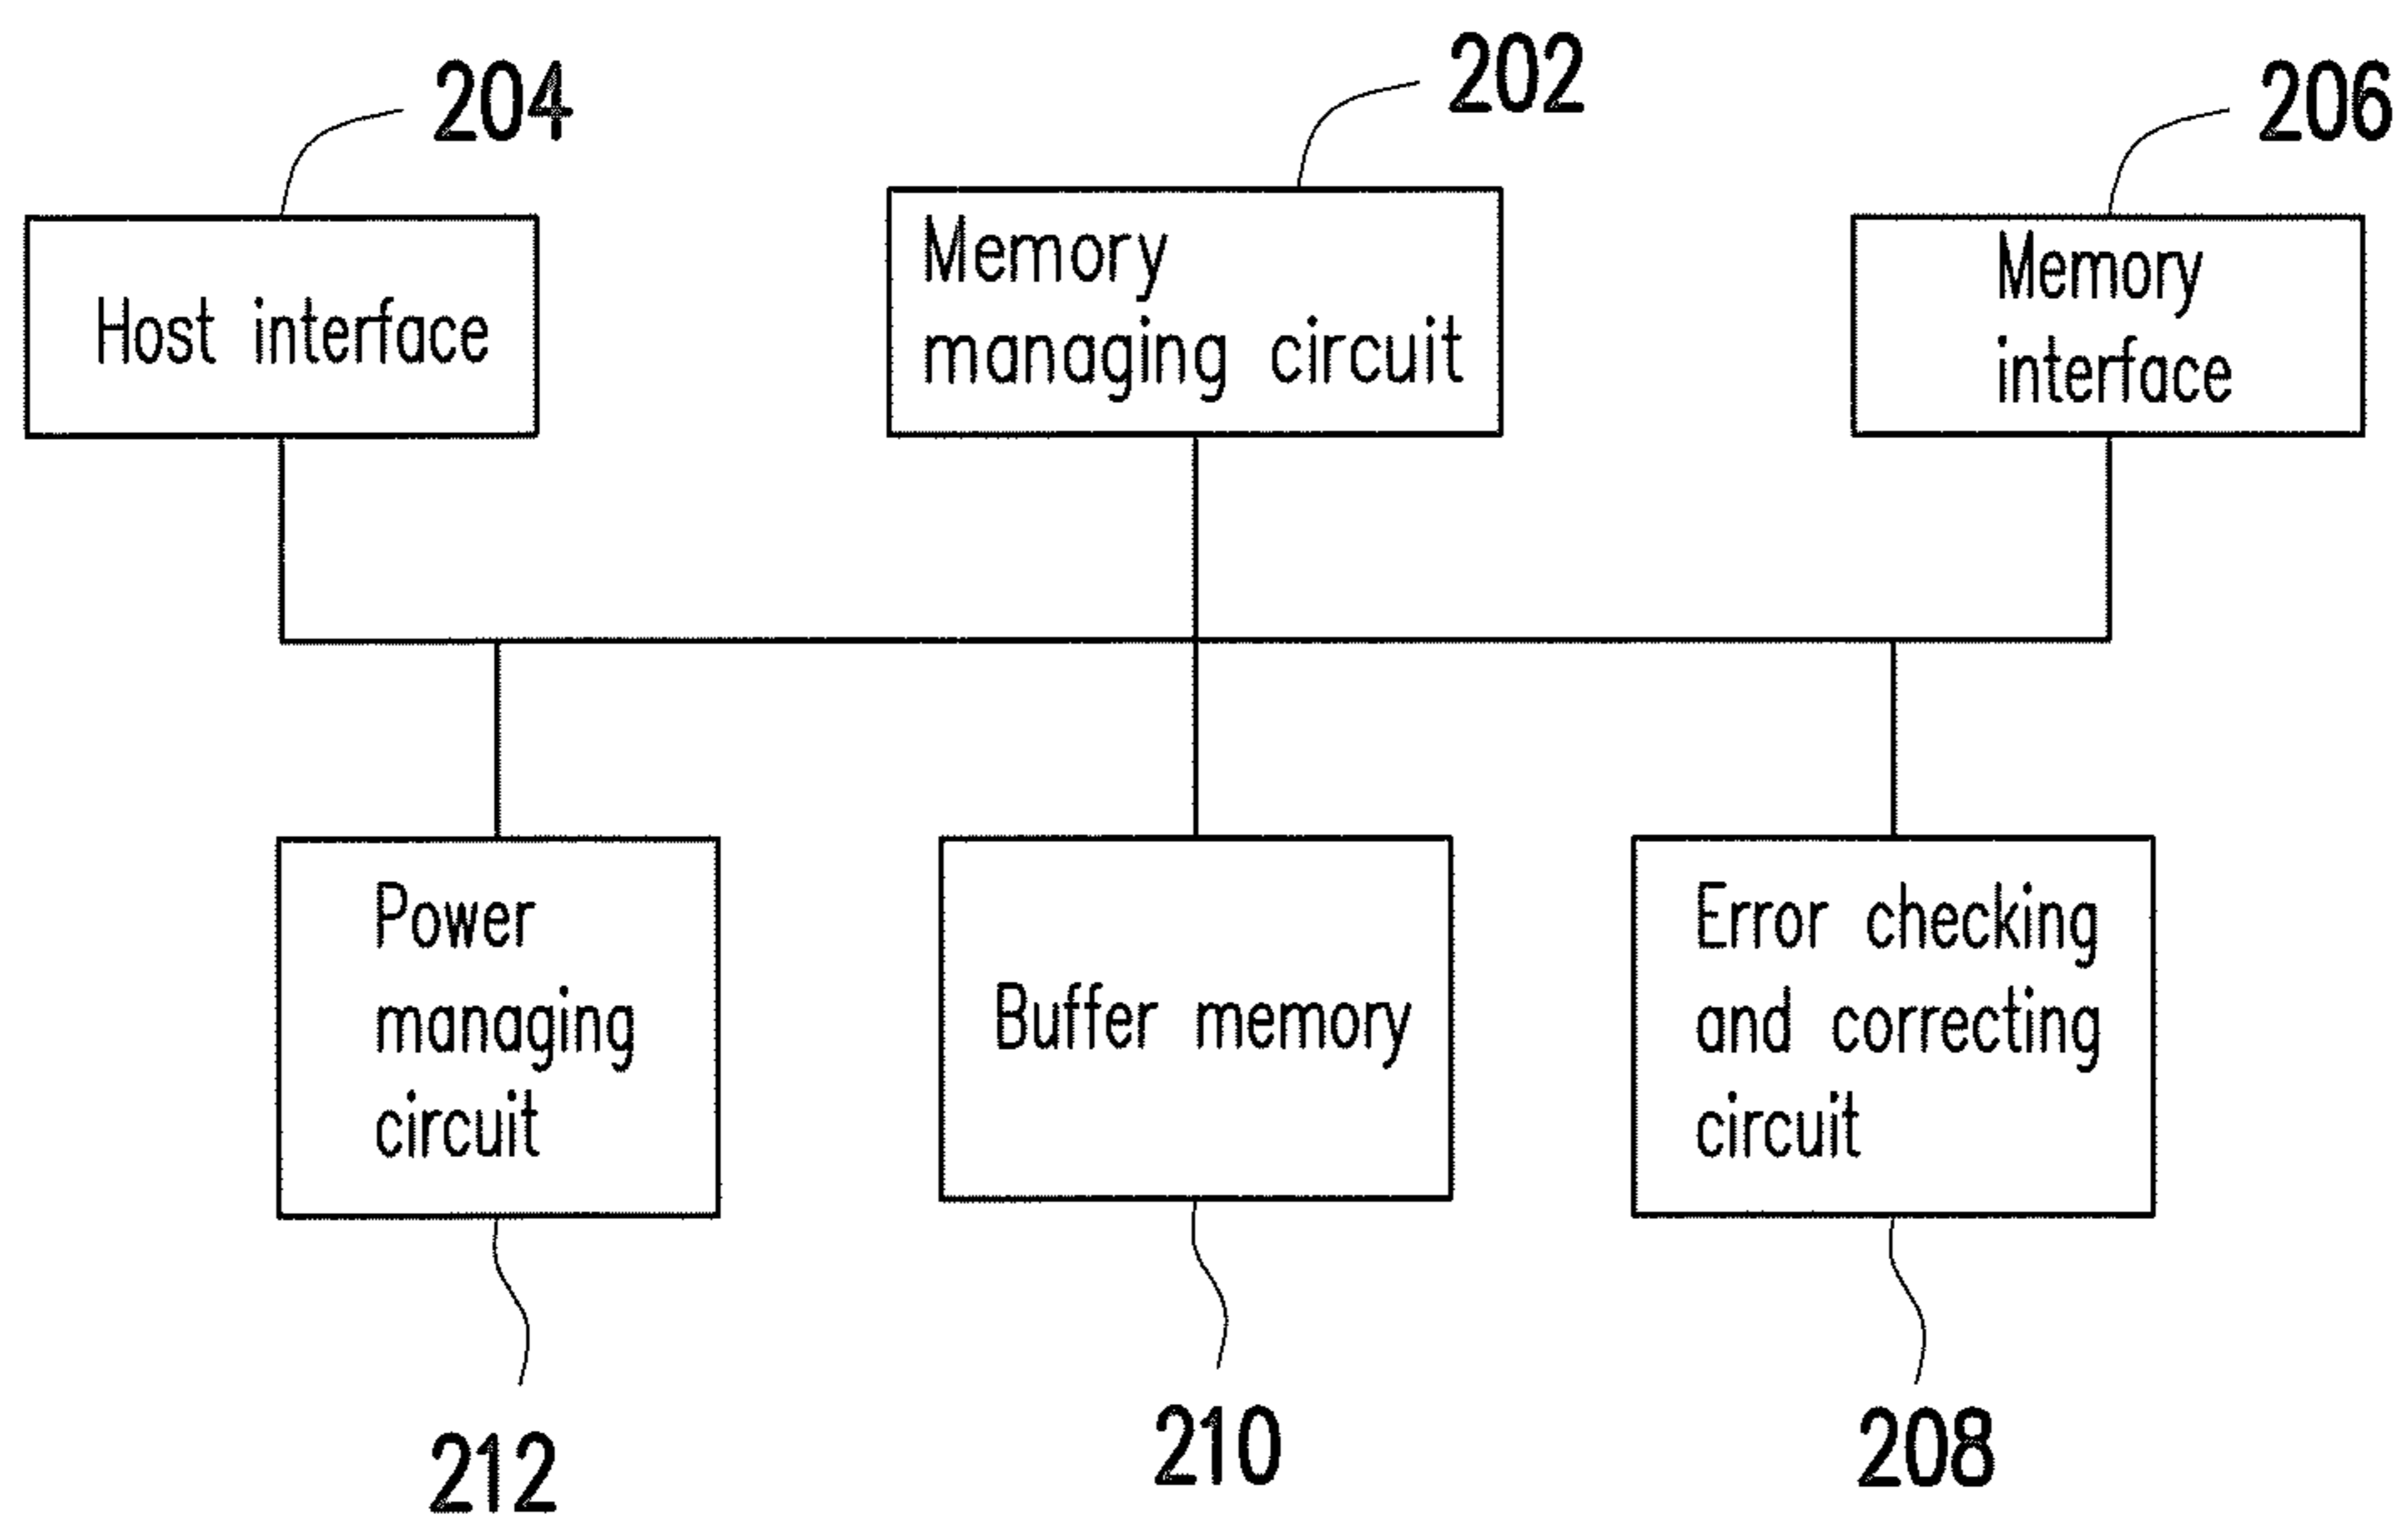 204
202
206
Host interface
Memory
managing circuit
Memory
interface
Power
managing
circuit
Buffer memory
Error checking
and correcting
circuit
212
210
208